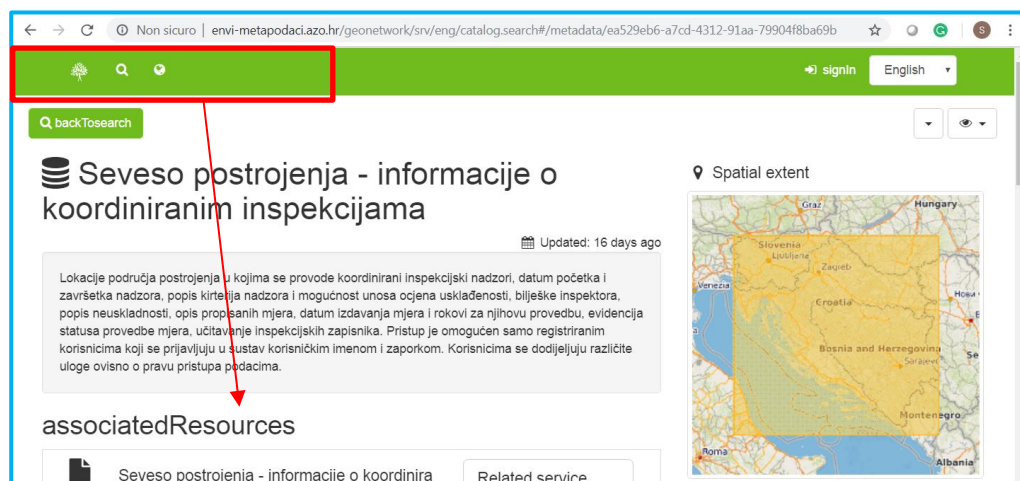 Non sicuro | envi-metapodaci.azo.hr/geonetwork/srv/eng/catalog.search#/metadata/ea529eb6-a7cd-4312-91aa-79904f8ba69b
S
signIn English
backTosearch
Seveso postrojenja - informacije o
koordiniranim inspekcijama
Updated: 16 days ago
Lokacije područja postrojenja u kojima se provode koordinirani inspekcijski nadzori, datum početka i
završetka nadzora, popis kirterija nadzora i mogućnost unosa ocjena usklađenosti, bilješke inspektora,
popis neuskladnosti, opis propisanih mjera, datum izdavanja mjera i rokovi za njihovu provedbu, evidencija
statusa provedbe mjera, učitavanje inspekcijskih zapisnika. Pristup je omogućen samo registriranim
korisnicima koji se prijavljuju u sustav korisničkim imenom i zaporkom. Korisnicima se dodijeljuju različite
uloge ovisno o pravu pristupa podacima.
associatedResources
Seveso postrojenja - informacije o koordinira
Related service
Spatial extent
Graz
Hungary
Slovenia
Ljubljana
Zagreb
Venezia
Croatia
Нови
Bosnia and Herzegovina
Sarajevo
Se
Montenegro
Roma
Albania